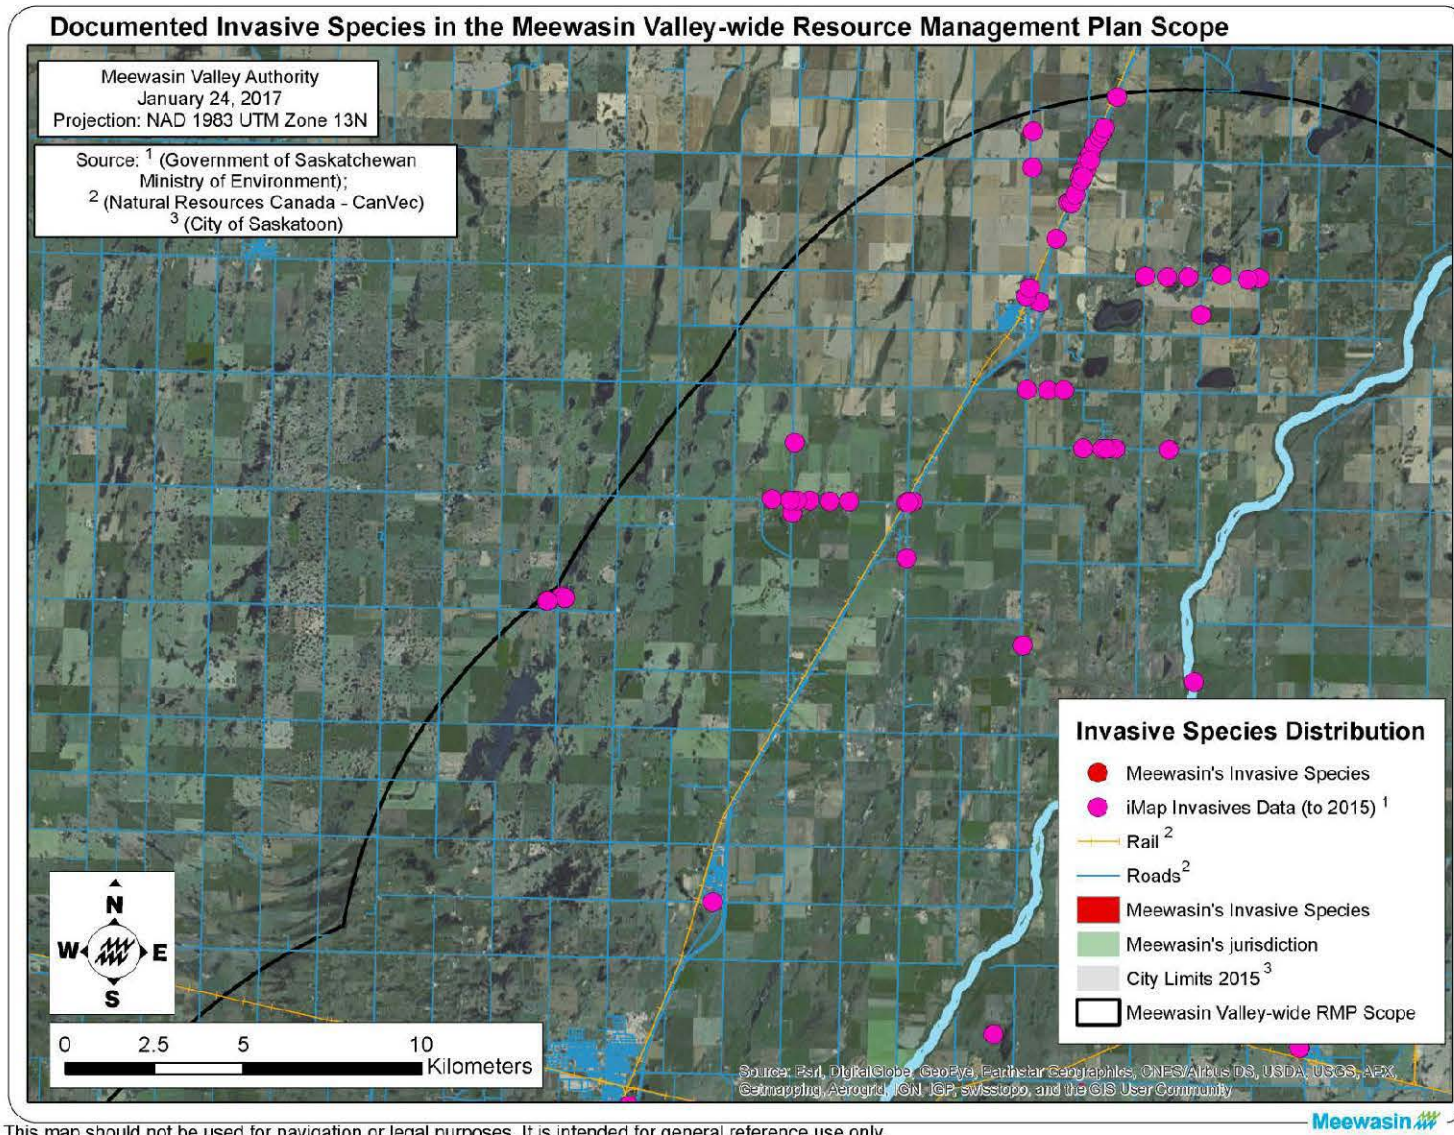 Documented Invasive Species in the Meewasin Valley-wide Resource Management Plan Scope
Meewasin Valley Authority
January 24, 2017
Projection: NAD 1983 UTM Zone 13N
Source: 1 (Government of Saskatchewan
Ministry of Environment);
2 (Natural Resources Canada - CanVec)
3 (City of Saskatoon)
Invasive Species Distribution
Meewasin's Invasive Species
iMap Invasives Data (to 2015) 1
Rail 2
Roads2
Meewasin's Invasive Species
Meewasin's jurisdiction
City Limits 2015 3
Meewasin Valley-wide RMP Scope
N
W E
S
0 2.5 5 10
Kilometers
Source: Esri, DigitalGlobe, GeoEye, Earthstar Geographics, CNES/Airbus DS, USDA, USGS, AEX,
Getmapping, Aerogrid, IGN, IGP, swisstopo, and the GIS User Community
Meewasin
This map should not be used for navigation or legal purposes. It is intended for general reference use only.